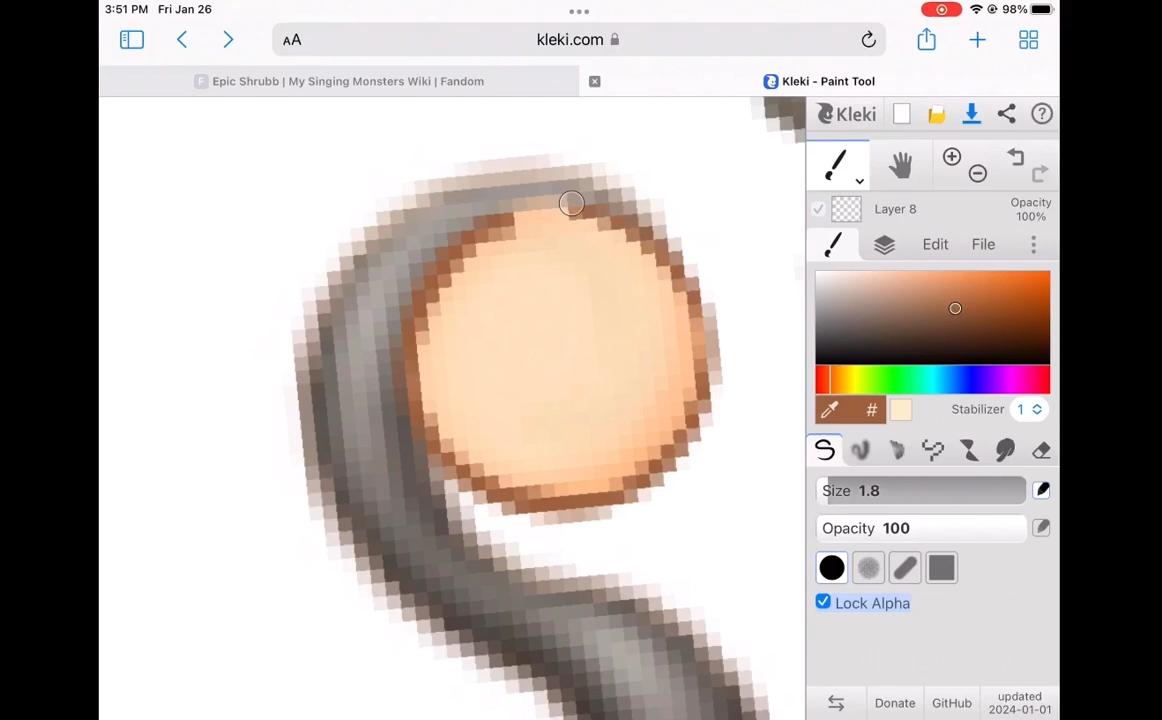 3:51 PM Fri Jan 26
98%
AA kleki.com
F Epic Shrubb | My Singing Monsters Wiki | Fandom
Kleki - Paint Tool
Kleki
Layer 8
Opacity
100%
Edit File
# Stabilizer 1
Size 1.8
Opacity 100
Lock Alpha
Donate GitHub updated
2024-01-01